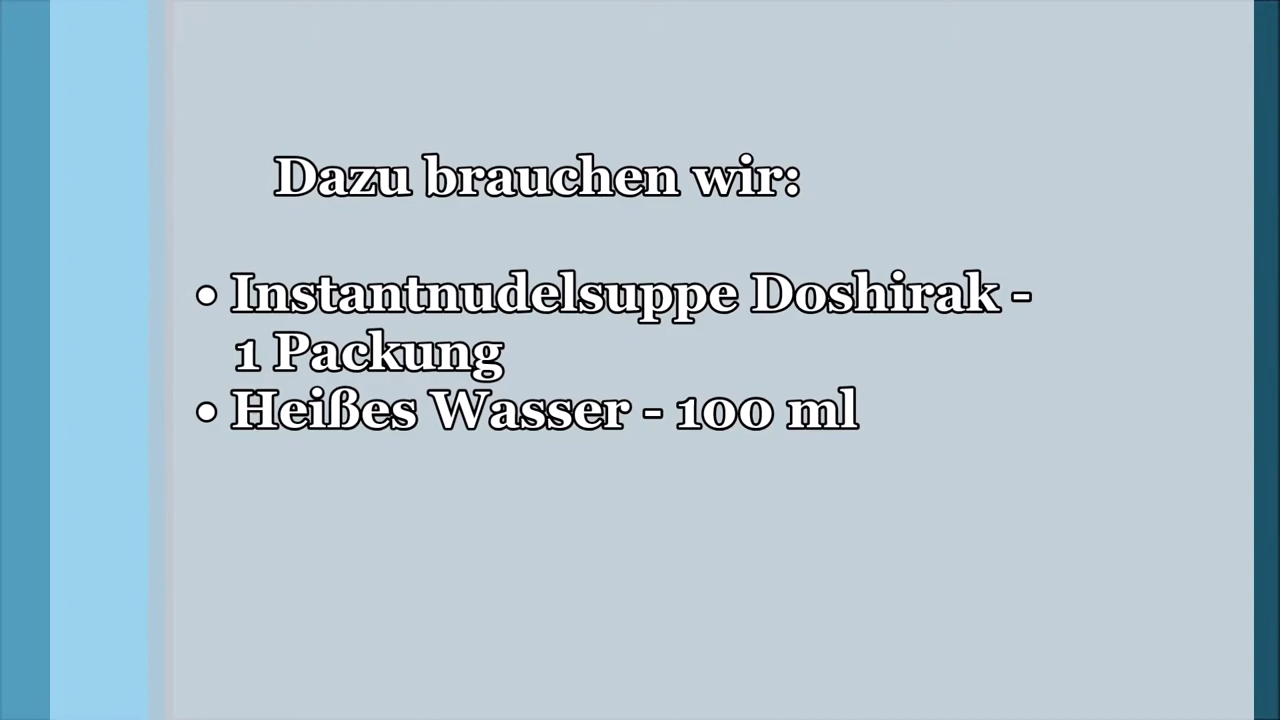 Dazu brauchen wir:
• Instantnudelsuppe Doshirak -
1 Packung
• Heißes Wasser - 100 ml